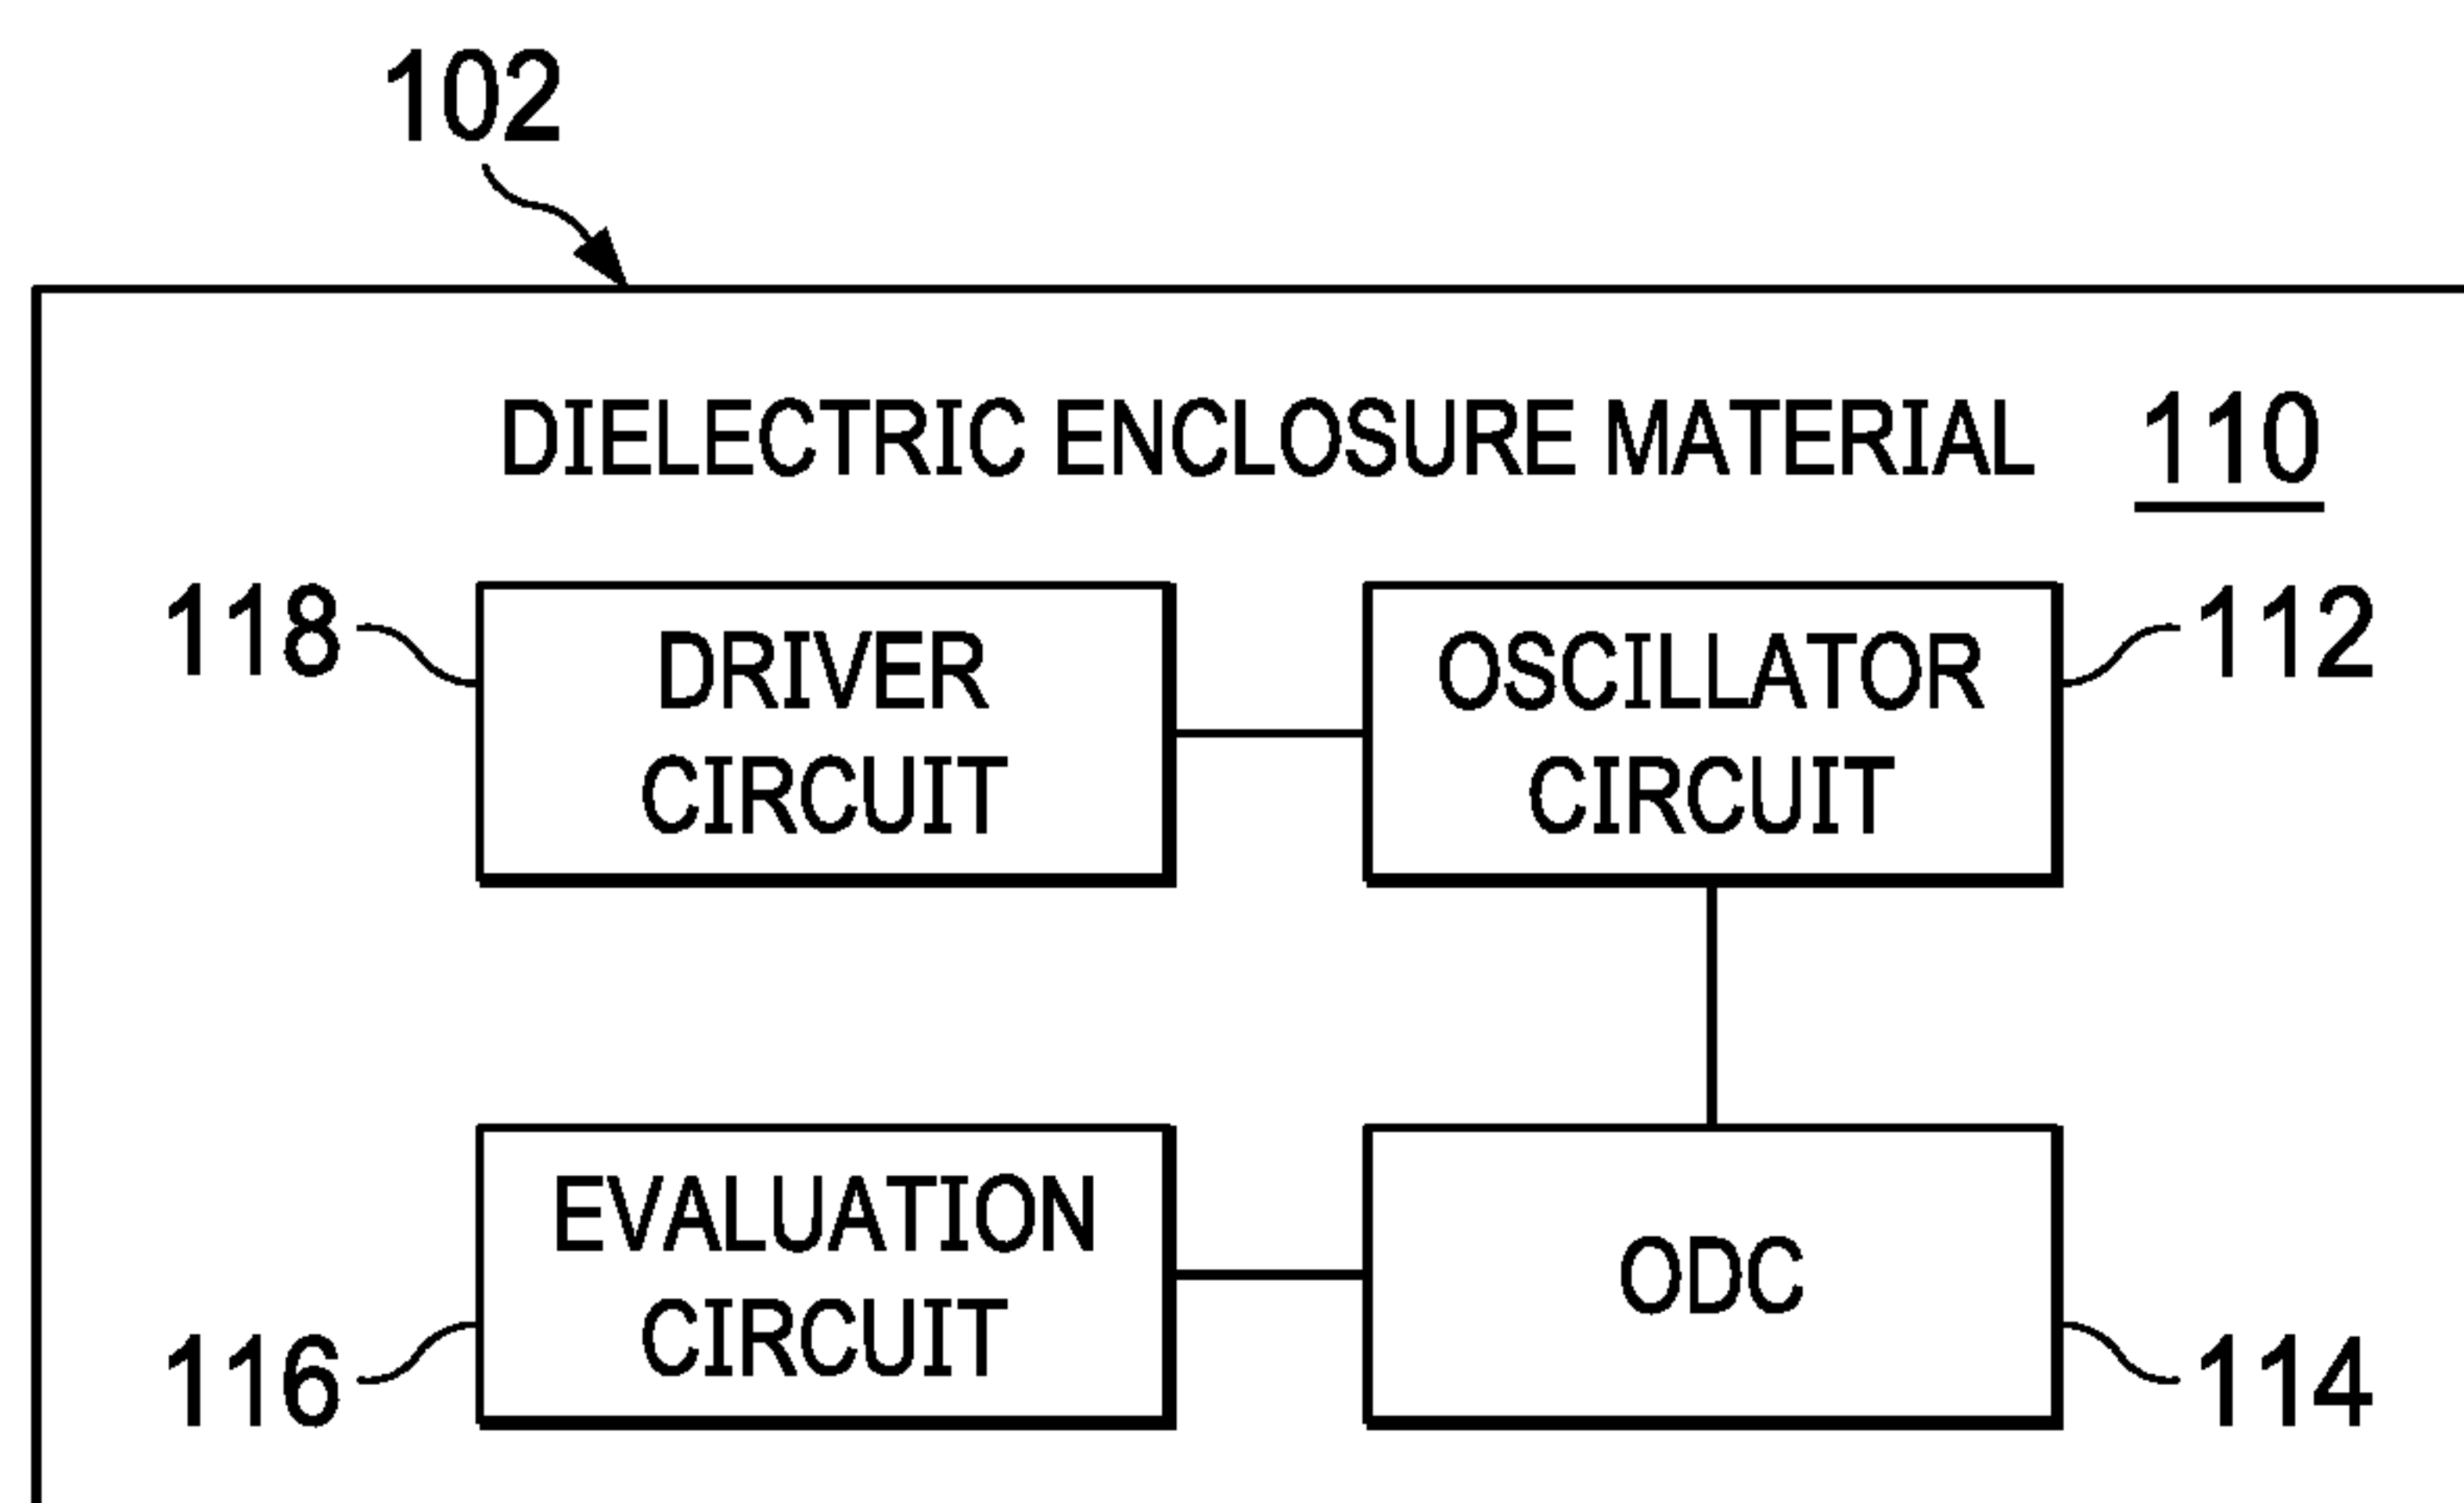 102
DIELECTRIC ENCLOSURE MATERIAL 110
118
DRIVER
CIRCUIT
OSCILLATOR
CIRCUIT
112
EVALUATION
CIRCUIT
116
ODC
114